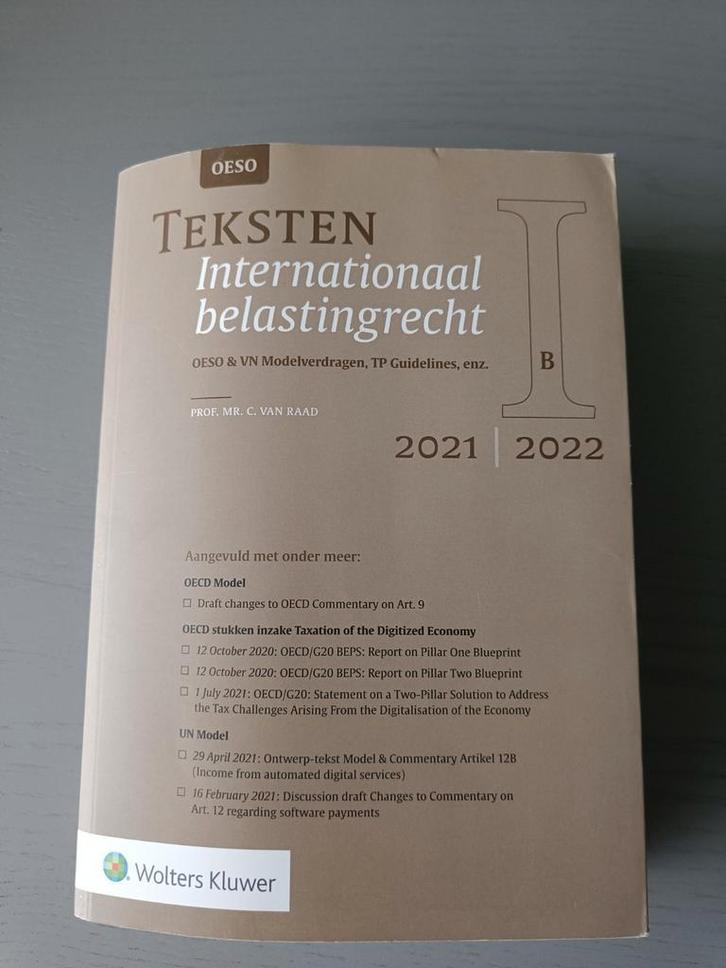 OESO
TEKSTEN
Internationaal
belastingrecht
OESO & VN Modelverdragen, TP Guidelines, enz.
I
B
PROF. MR. C. VAN RAAD
2021 | 2022
Aangevuld met onder meer:
OECD Model
☐ Draft changes to OECD Commentary on Art. 9
OECD stukken inzake Taxation of the Digitized Economy
☐ 12 October 2020: OECD/G20 BEPS: Report on Pillar One Blueprint
☐ 12 October 2020: OECD/G20 BEPS: Report on Pillar Two Blueprint
☐ 1 July 2021: OECD/G20: Statement on a Two-Pillar Solution to Address
the Tax Challenges Arising From the Digitalisation of the Economy
UN Model
☐ 29 April 2021: Ontwerp-tekst Model & Commentary Artikel 12B
(Income from automated digital services)
☐ 16 February 2021: Discussion draft Changes to Commentary on
Art. 12 regarding software payments
Wolters Kluwer